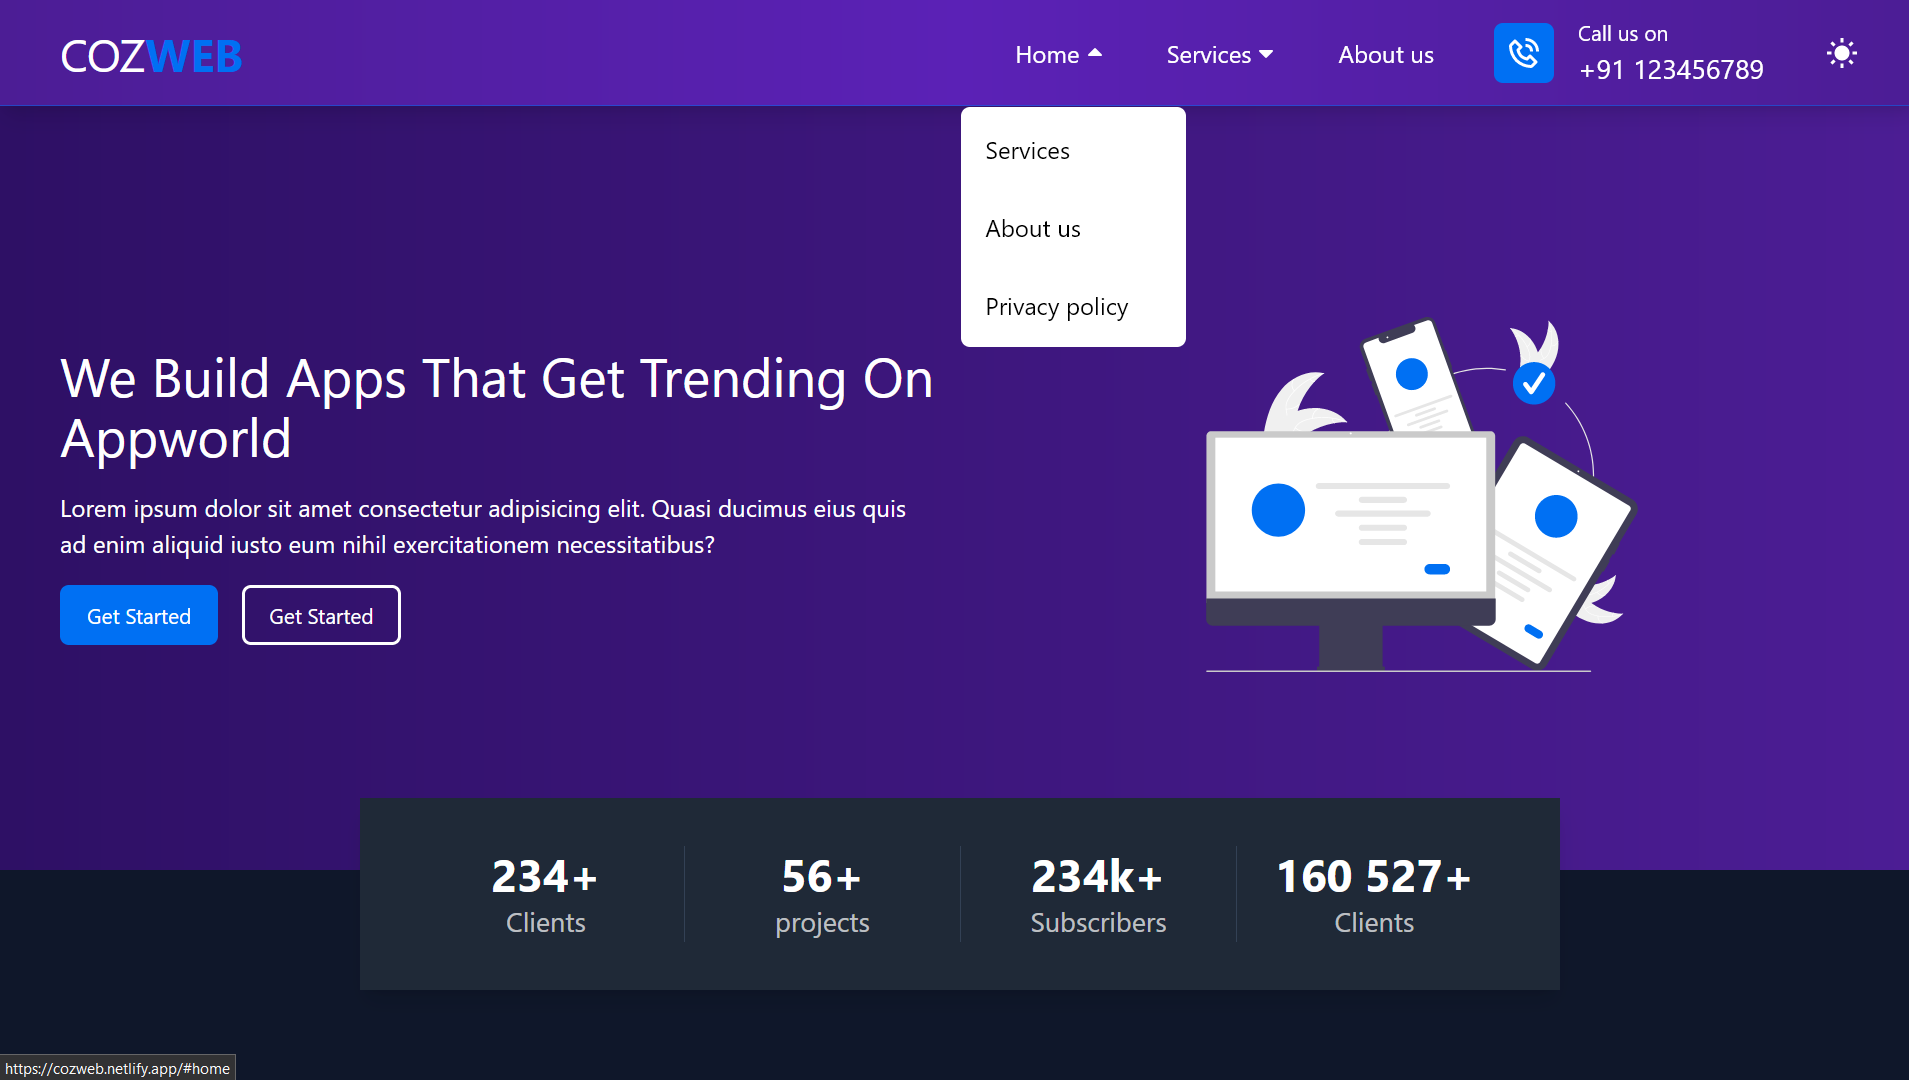 COZWEB
Home
Services
About us
Call us on
+91 123456789
Services
About us
Privacy policy
We Build Apps That Get Trending On
Appworld
Lorem ipsum dolor sit amet consectetur adipisicing elit. Quasi ducimus eius quis
ad enim aliquid iusto eum nihil exercitationem necessitatibus?
Get Started
Get Started
234+
Clients
56+
projects
234k+
Subscribers
160 527+
Clients
https://cozweb.netlify.app/#home